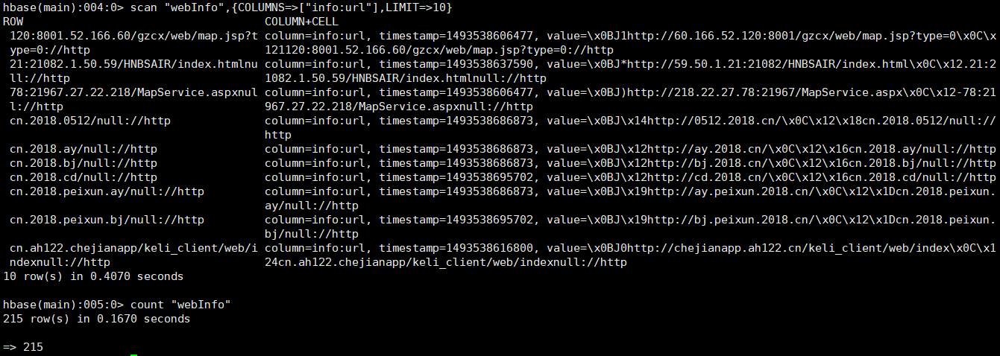 hbase(main):004:0> scan "webInfo",{COLUMNS=>["info:url"],LIMIT=>10}
ROW COLUMN+CELL
120:8001.52.166.60/gzcx/web/map.jsp?t column=info:url, timestamp=1493538606477, value=\x0BJ1http://60.166.52.120:8001/gzcx/web/map.jsp?type=0\x0C\x
ype=0://http 121120:8001.52.166.60/gzcx/web/map.jsp?type=0://http
21:21082.1.50.59/HNBSAIR/index.htmlnu column=info:url, timestamp=1493538637590, value=\x0BJ*http://59.50.1.21:21082/HNBSAIR/index.html\x0C\x12.21:2
ll://http 1082.1.50.59/HNBSAIR/index.htmlnull://http
78:21967.27.22.218/MapService.aspxnul column=info:url, timestamp=1493538606477, value=\x0BJ)http://218.22.27.78:21967/MapService.aspx\x0C\x12-78:21
l://http 967.27.22.218/MapService.aspxnull://http
cn.2018.0512/null://http column=info:url, timestamp=1493538686873, value=\x0BJ\x14http://0512.2018.cn/\x0C\x12\x18cn.2018.0512/null://
http
cn.2018.ay/null://http column=info:url, timestamp=1493538686873, value=\x0BJ\x12http://ay.2018.cn/\x0C\x12\x16cn.2018.ay/null://http
cn.2018.bj/null://http column=info:url, timestamp=1493538686873, value=\x0BJ\x12http://bj.2018.cn/\x0C\x12\x16cn.2018.bj/null://http
cn.2018.cd/null://http column=info:url, timestamp=1493538695702, value=\x0BJ\x12http://cd.2018.cn/\x0C\x12\x16cn.2018.cd/null://http
cn.2018.peixun.ay/null://http column=info:url, timestamp=1493538686873, value=\x0BJ\x19http://ay.peixun.2018.cn/\x0C\x12\x1Dcn.2018.peixun.
ay/null://http
cn.2018.peixun.bj/null://http column=info:url, timestamp=1493538695702, value=\x0BJ\x19http://bj.peixun.2018.cn/\x0C\x12\x1Dcn.2018.peixun.
bj/null://http
cn.ah122.chejianapp/keli_client/web/i column=info:url, timestamp=1493538616800, value=\x0BJ0http://chejianapp.ah122.cn/keli_client/web/index\x0C\x1
ndexnull://http 24cn.ah122.chejianapp/keli_client/web/indexnull://http
10 row(s) in 0.4070 seconds
hbase(main):005:0> count "webInfo"
215 row(s) in 0.1670 seconds
=> 215